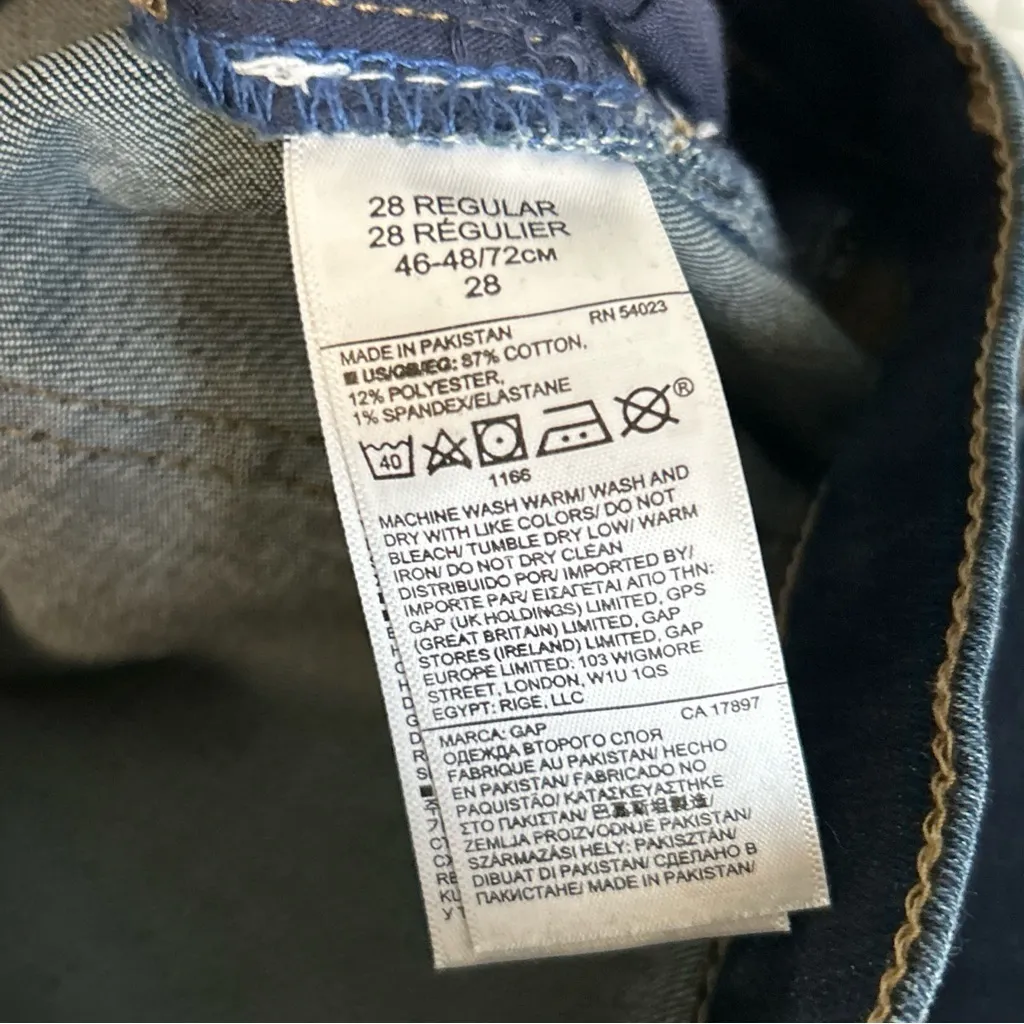 28 REGULAR
28 RÉGULIER
46-48/72CM
28
RN 54023
MADE IN PAKISTAN
■ US/GB/EG: 87% COTTON,
12% POLYESTER,
1% SPANDEX/ELASTANE
40
®
1166
MACHINE WASH WARM/ WASH AND
DRY WITH LIKE COLORS/ DO NOT
BLEACH/ TUMBLE DRY LOW/ WARM
IRON/ DO NOT DRY CLEAN
DISTRIBUIDO POR/ IMPORTED BY/
IMPORTE PAR/ ΕΙΣΑΓΕΤΑΙ ΑΠΟ ΤΗΝ:
GAP (UK HOLDINGS) LIMITED, GPS
(GREAT BRITAIN) LIMITED, GAP
STORES (IRELAND) LIMITED, GAP
EUROPE LIMITED: 103 WIGMORE
STREET, LONDON, W1U 1QS
EGYPT: RIGE, LLC
CA 17897
MARCA: GAP
ОДЕЖДА ВТОРОГО СЛОЯ
FABRIQUE AU PAKISTAN/ HECHO
EN PAKISTAN/ FABRICADO NO
PAQUISTÃO/ ΚΑΤΑΣΚΕΥΑΣΤΗΚΕ
ΣΤΟ ΠΑΚΙΣΤΑΝ/ 巴基斯坦製造/
ZEMLJA PROIZVODNJE PAKISTAN/
SZÁRMAZÁSI HELY: PAKISZTÁN/
DIBUAT DI PAKISTAN/ СДЕЛАНО В
ПАКИСТАНЕ/ MADE IN PAKISTAN/